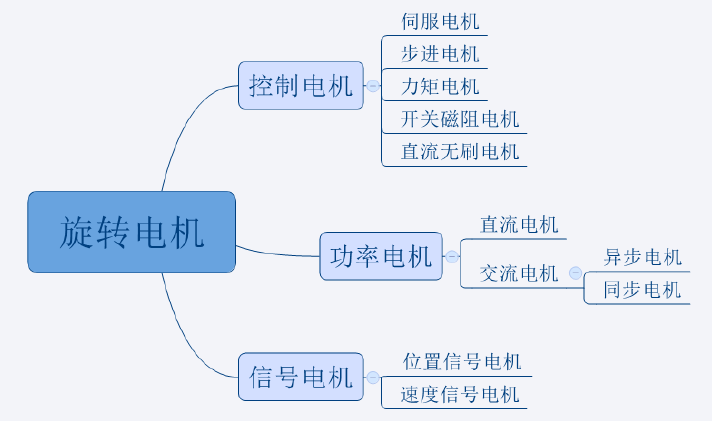 伺服电机
步进电机
控制电机
力矩电机
开关磁阻电机
直流无刷电机
旋转电机
直流电机
功率电机
交流电机
异步电机
同步电机
位置信号电机
信号电机
速度信号电机